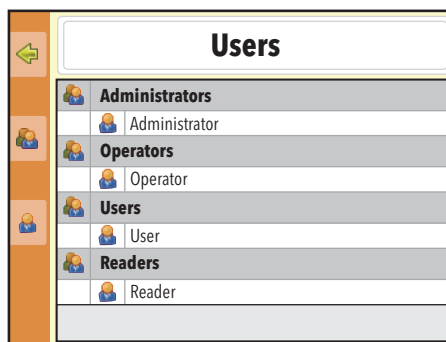 Users
Administrators
Administrator
Operators
Operator
Users
User
Readers
Reader